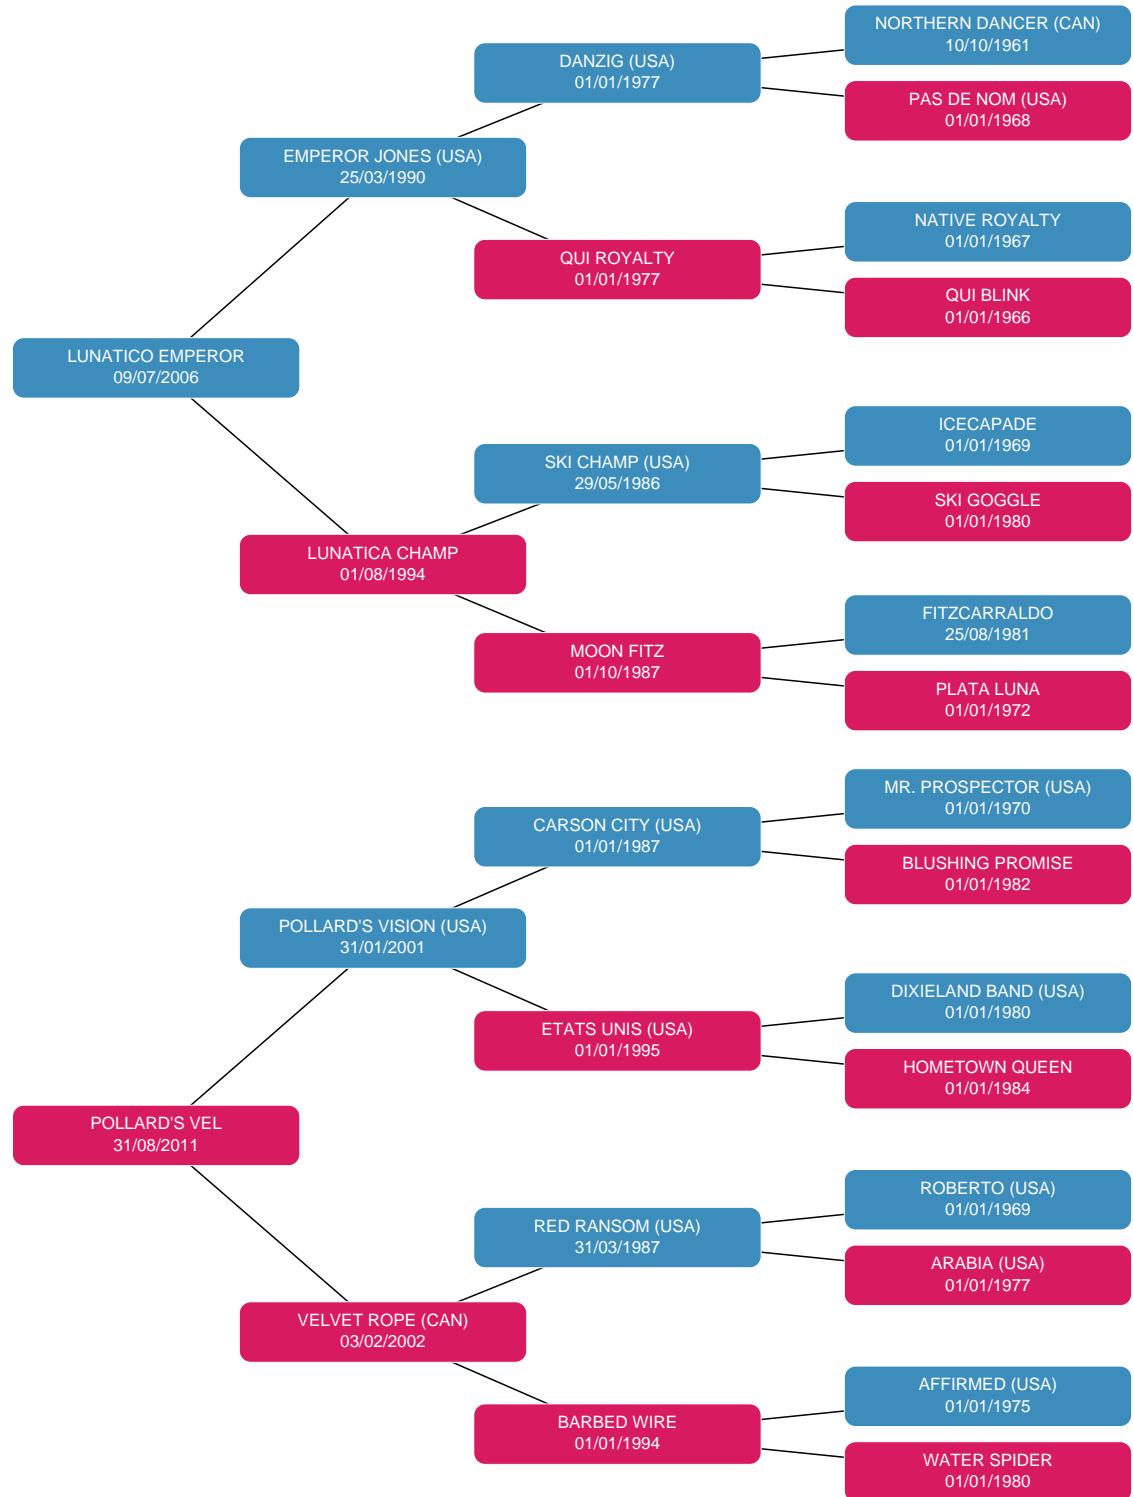 NORTHERN DANCER (CAN)
10/10/1961
DANZIG (USA)
01/01/1977
PAS DE NOM (USA)
01/01/1968
EMPEROR JONES (USA)
25/03/1990
NATIVE ROYALTY
01/01/1967
QUI ROYALTY
01/01/1977
QUI BLINK
01/01/1966
LUNATICO EMPEROR
09/07/2006
ICECAPADE
01/01/1969
SKI CHAMP (USA)
29/05/1986
SKI GOGGLE
01/01/1980
LUNATICA CHAMP
01/08/1994
FITZCARRALDO
25/08/1981
MOON FITZ
01/10/1987
PLATA LUNA
01/01/1972
MR. PROSPECTOR (USA)
01/01/1970
CARSON CITY (USA)
01/01/1987
BLUSHING PROMISE
01/01/1982
POLLARD'S VISION (USA)
31/01/2001
DIXIELAND BAND (USA)
01/01/1980
ETATS UNIS (USA)
01/01/1995
HOMETOWN QUEEN
01/01/1984
POLLARD'S VEL
31/08/2011
ROBERTO (USA)
01/01/1969
RED RANSOM (USA)
31/03/1987
ARABIA (USA)
01/01/1977
VELVET ROPE (CAN)
03/02/2002
AFFIRMED (USA)
01/01/1975
BARBED WIRE
01/01/1994
WATER SPIDER
01/01/1980